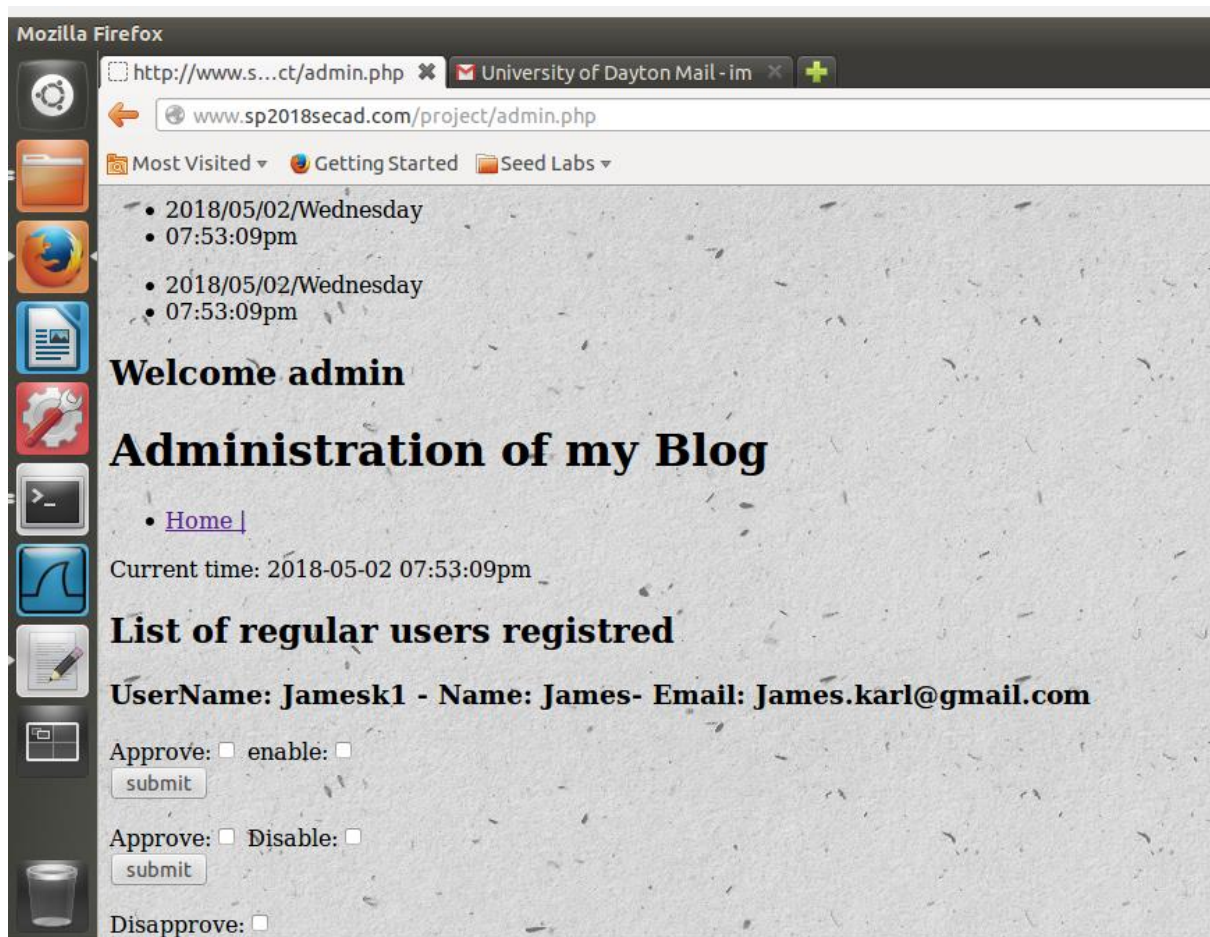 Mozilla Firefox
http://www.s...ct/admin.php
University of Dayton Mail - im
www.sp2018secad.com/project/admin.php
Most Visited Getting Started Seed Labs
• 2018/05/02/Wednesday
• 07:53:09pm
• 2018/05/02/Wednesday
• 07:53:09pm
Welcome admin
Administration of my Blog
• Home |
Current time: 2018-05-02 07:53:09pm
List of regular users registred
UserName: Jamesk1 - Name: James- Email: James.karl@gmail.com
Approve: enable:
submit
Approve: Disable:
submit
Disapprove: